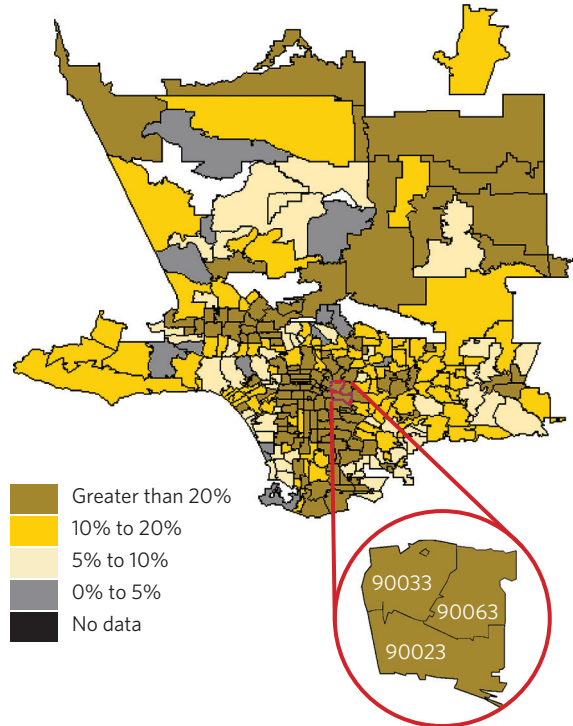 Greater than 20%
10% to 20%
5% to 10%
0% to 5%
No data
90033
90063
90023